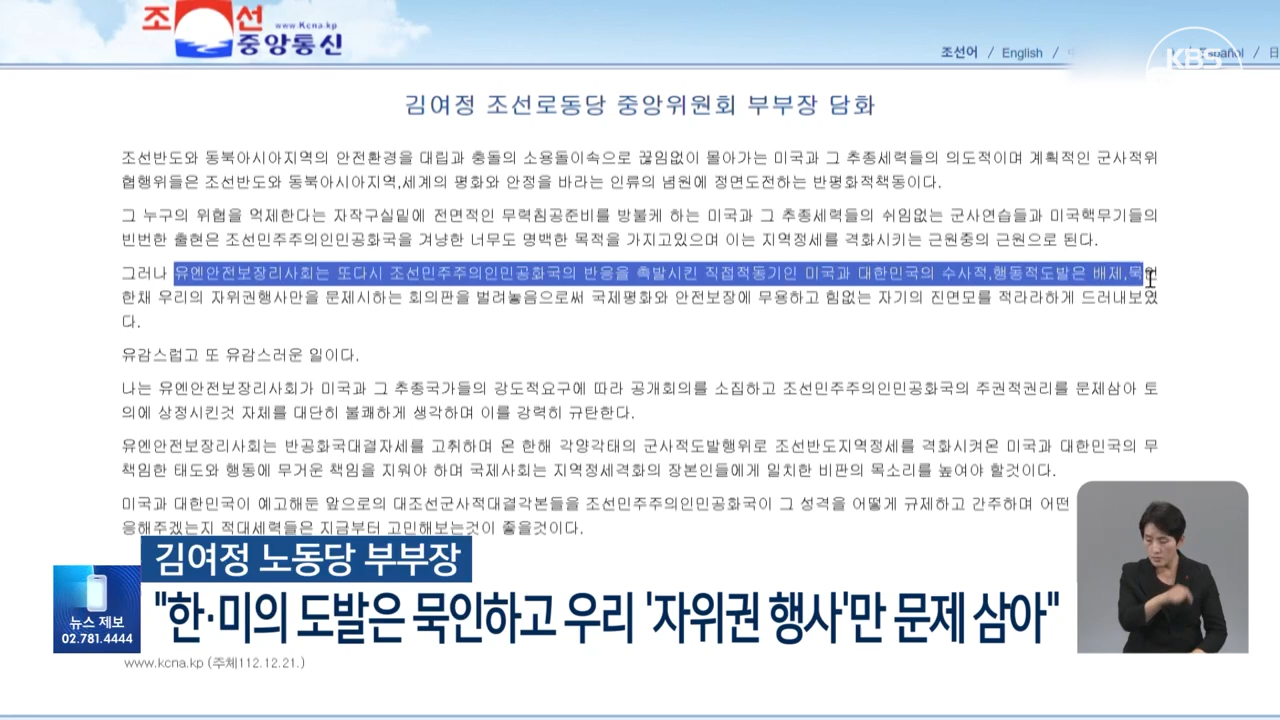 조선
www.Kcna.kp
중앙통신
조선어 / English / Español / 日
KBS
김여정 조선로동당 중앙위원회 부부장 담화
조선반도와 동북아시아지역의 안전환경을 대립과 충돌의 소용돌이속으로 끊임없이 몰아가는 미국과 그 추종세력들의 의도적이며 계획적인 군사적위
협행위들은 조선반도와 동북아시아지역,세계의 평화와 안정을 바라는 인류의 념원에 정면도전하는 반평화적책동이다.
그 누구의 위협을 억제한다는 자작구실밑에 전면적인 무력침공준비를 방불케 하는 미국과 그 추종세력들의 쉬임없는 군사연습들과 미국핵무기들의
빈번한 출현은 조선민주주의인민공화국을 겨냥한 너무도 명백한 목적을 가지고있으며 이는 지역정세를 격화시키는 근원중의 근원으로 된다.
그러나 유엔안전보장리사회는 또다시 조선민주주의인민공화국의 반응을 촉발시킨 직접적동기인 미국과 대한민국의 수사적,행동적도발은 배제,묵인
한채 우리의 자위권행사만을 문제시하는 회의판을 벌려놓음으로써 국제평화와 안전보장에 무용하고 힘없는 자기의 진면모를 적라라하게 드러내보였
다.
유감스럽고 또 유감스러운 일이다.
나는 유엔안전보장리사회가 미국과 그 추종국가들의 강도적요구에 따라 공개회의를 소집하고 조선민주주의인민공화국의 주권적권리를 문제삼아 토
의에 상정시킨것 자체를 대단히 불쾌하게 생각하며 이를 강력히 규탄한다.
유엔안전보장리사회는 반공화국대결자세를 고취하며 온 한해 각양각태의 군사적도발행위로 조선반도지역정세를 격화시켜온 미국과 대한민국의 무
책임한 태도와 행동에 무거운 책임을 지워야 하며 국제사회는 지역정세격화의 장본인들에게 일치한 비판의 목소리를 높여야 할것이다.
미국과 대한민국이 예고해둔 앞으로의 대조선군사적대결각본들을 조선민주주의인민공화국이 그 성격을 어떻게 규제하고 간주하며 어떤
응해주겠는지 적대세력들은 지금부터 고민해보는것이 좋을것이다.
김여정 노동당 부부장
"한·미의 도발은 묵인하고 우리 '자위권 행사'만 문제 삼아"
뉴스 제보
02.781.4444
www.kcna.kp (주체112.12.21.)